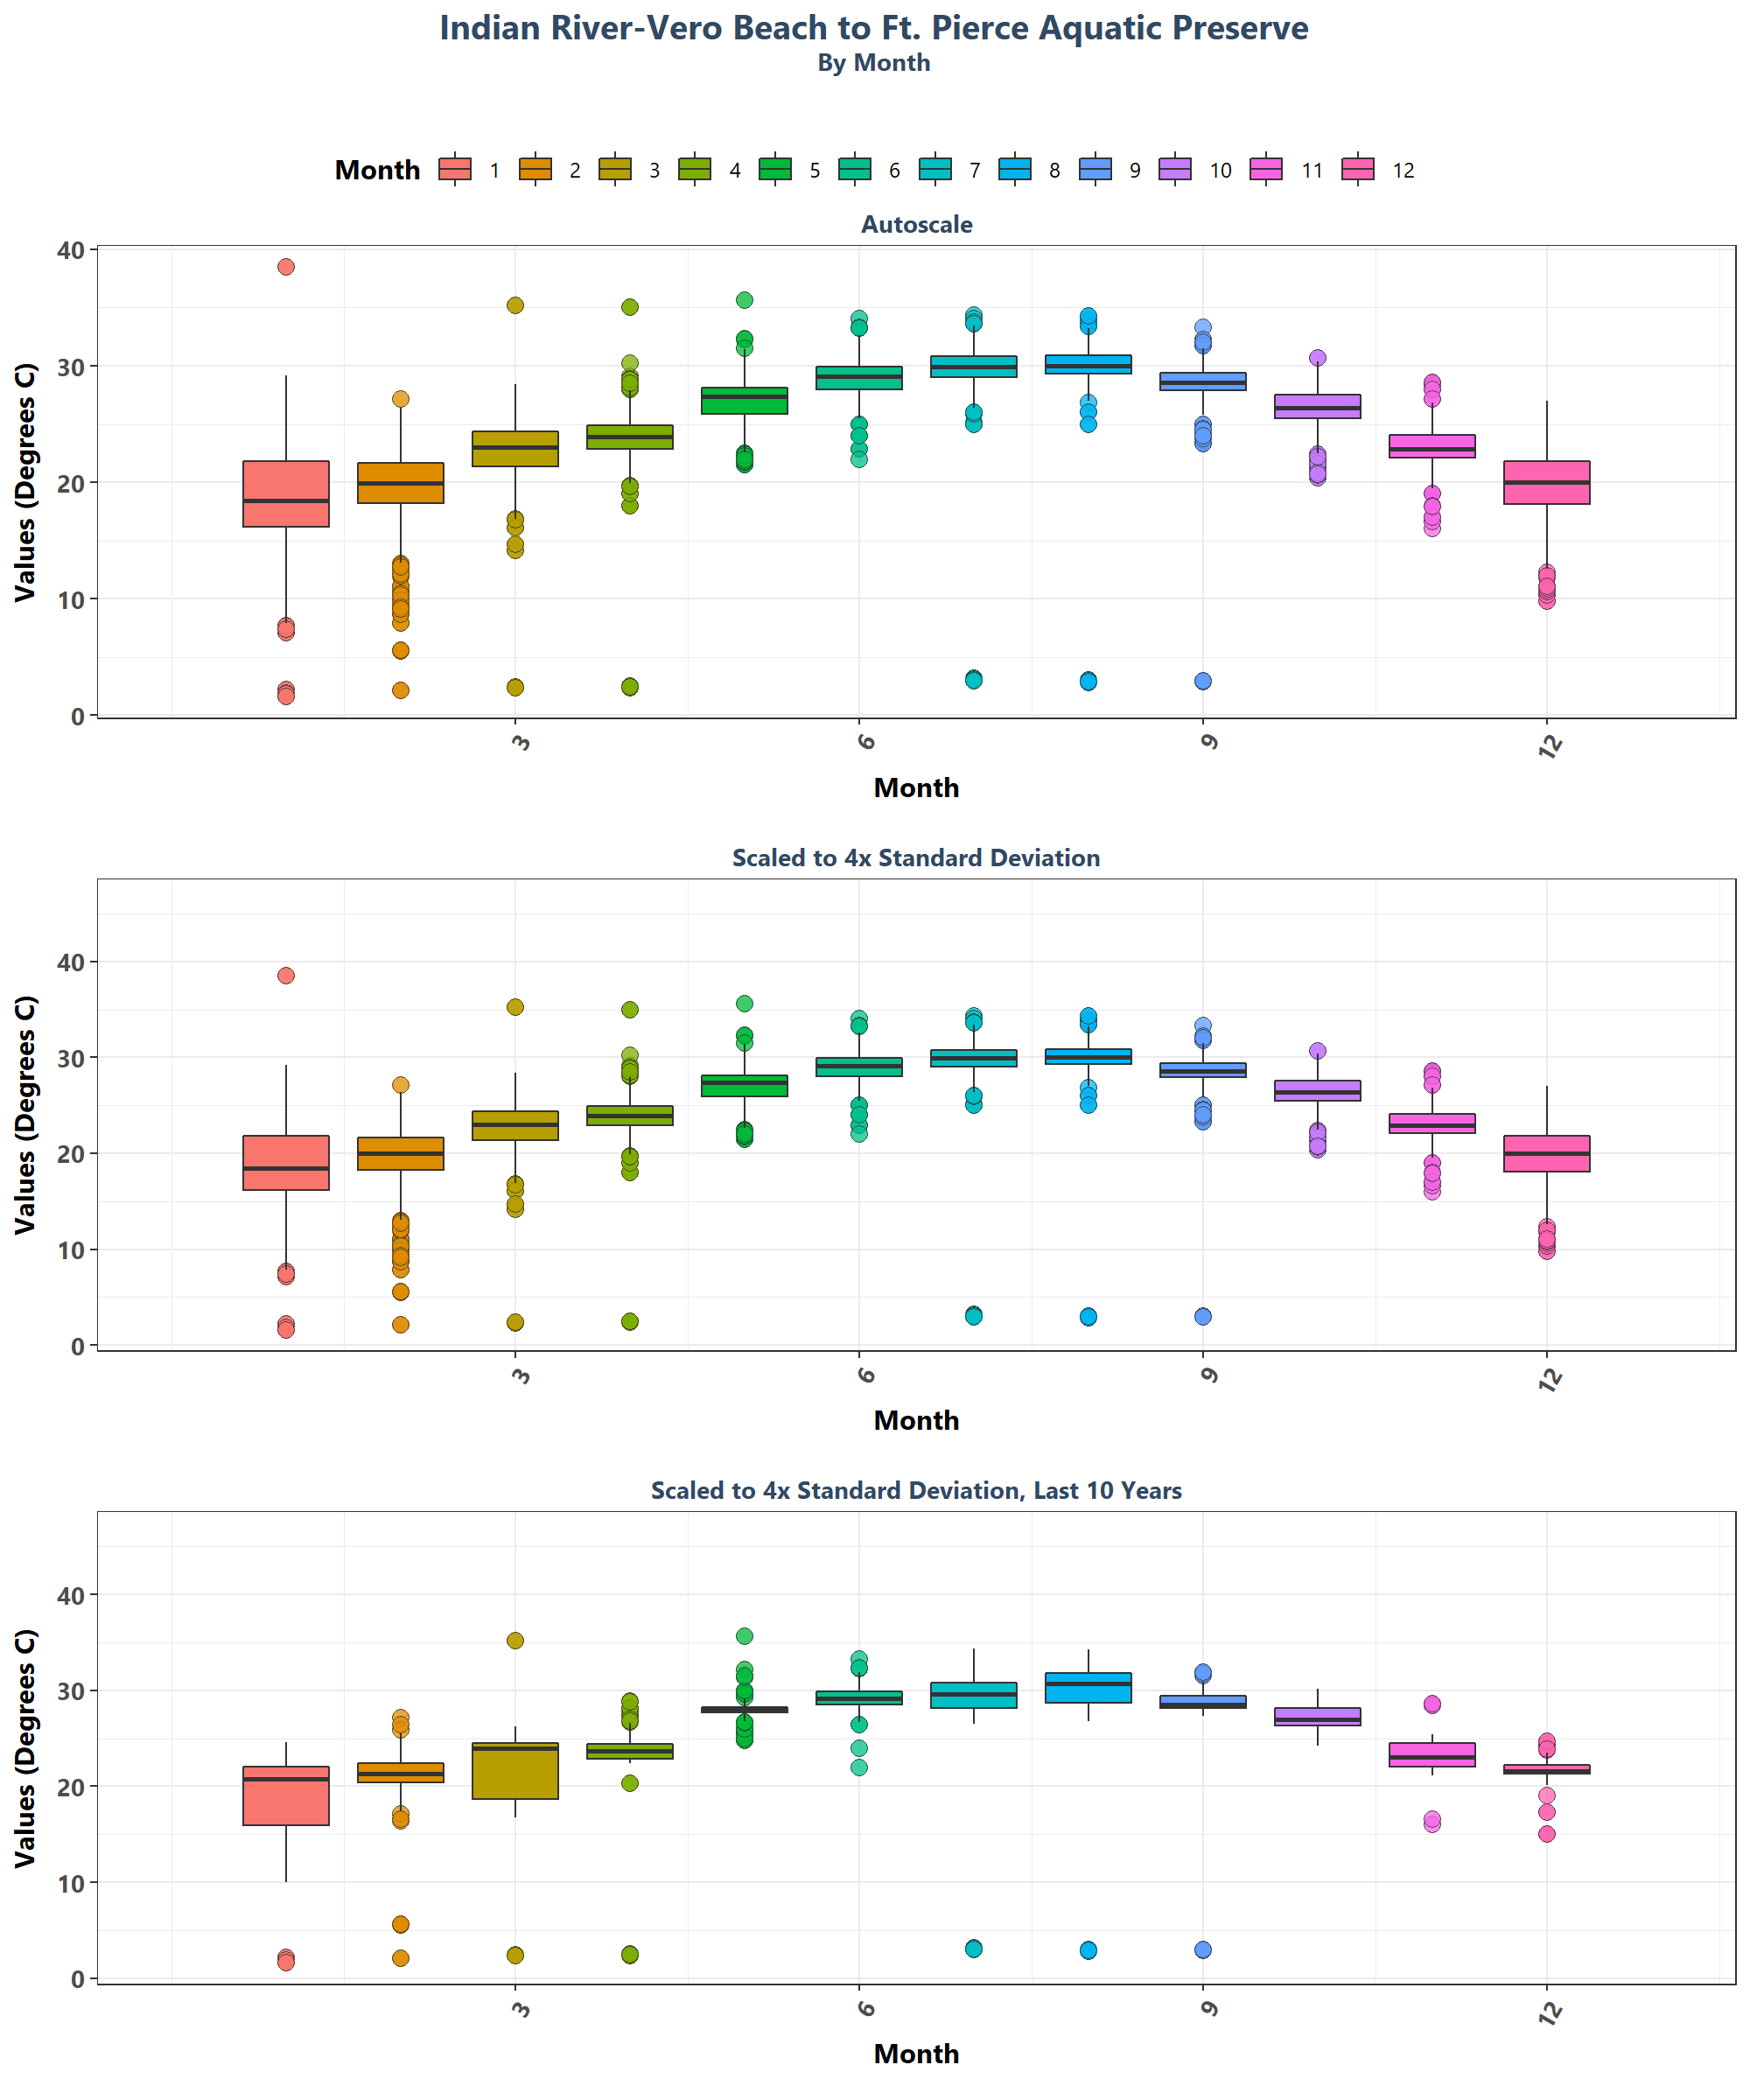 Indian River-Vero Beach to Ft. Pierce Aquatic Preserve
By Month
Month 1 2 3 4 5 6 7 8 9 10 11 12
Autoscale
Values (Degrees C)
40
30
20
10
0
3 6 9 12
Month
Scaled to 4x Standard Deviation
Values (Degrees C)
40
30
20
10
0
3 6 9 12
Month
Scaled to 4x Standard Deviation, Last 10 Years
Values (Degrees C)
40
30
20
10
0
3 6 9 12
Month